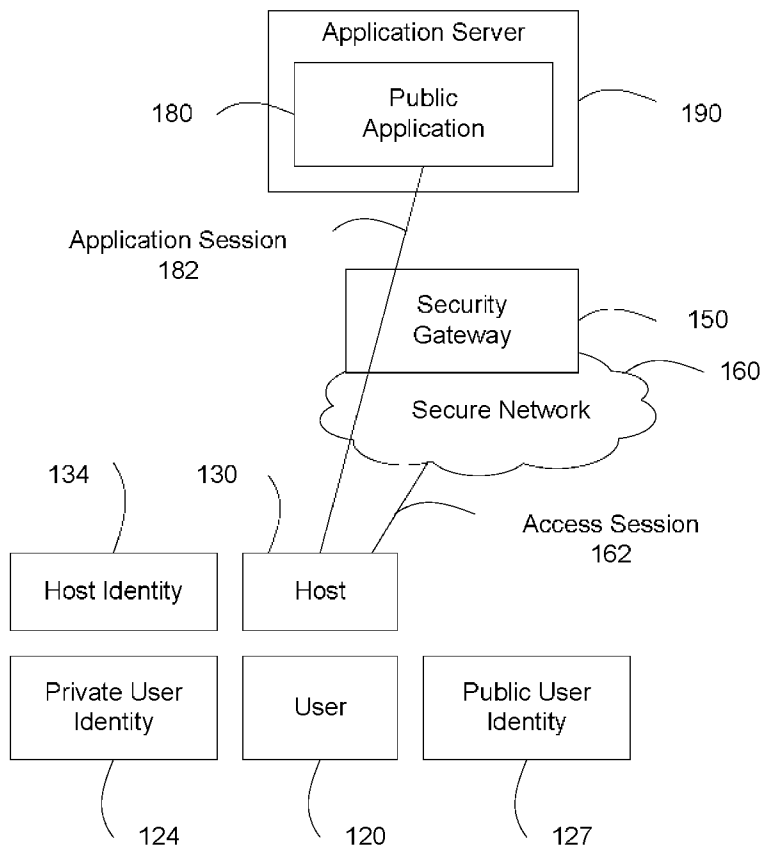 Application Server
180
Public
Application
190
Application Session
182
Security
Gateway
150
160
Secure Network
134
130
Access Session
162
Host Identity
Host
Private User
Identity
User
Public User
Identity
124
120
127